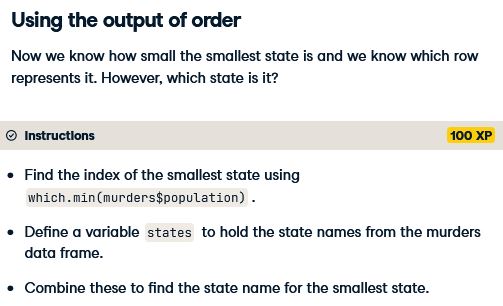 Using the output of order
Now we know how small the smallest state is and we know which row
represents it. However, which state is it?
Instructions
100 XP
Find the index of the smallest state using
which.min(murders$population) .
Define a variable states to hold the state names from the murders
data frame.
Combine these to find the state name for the smallest state.